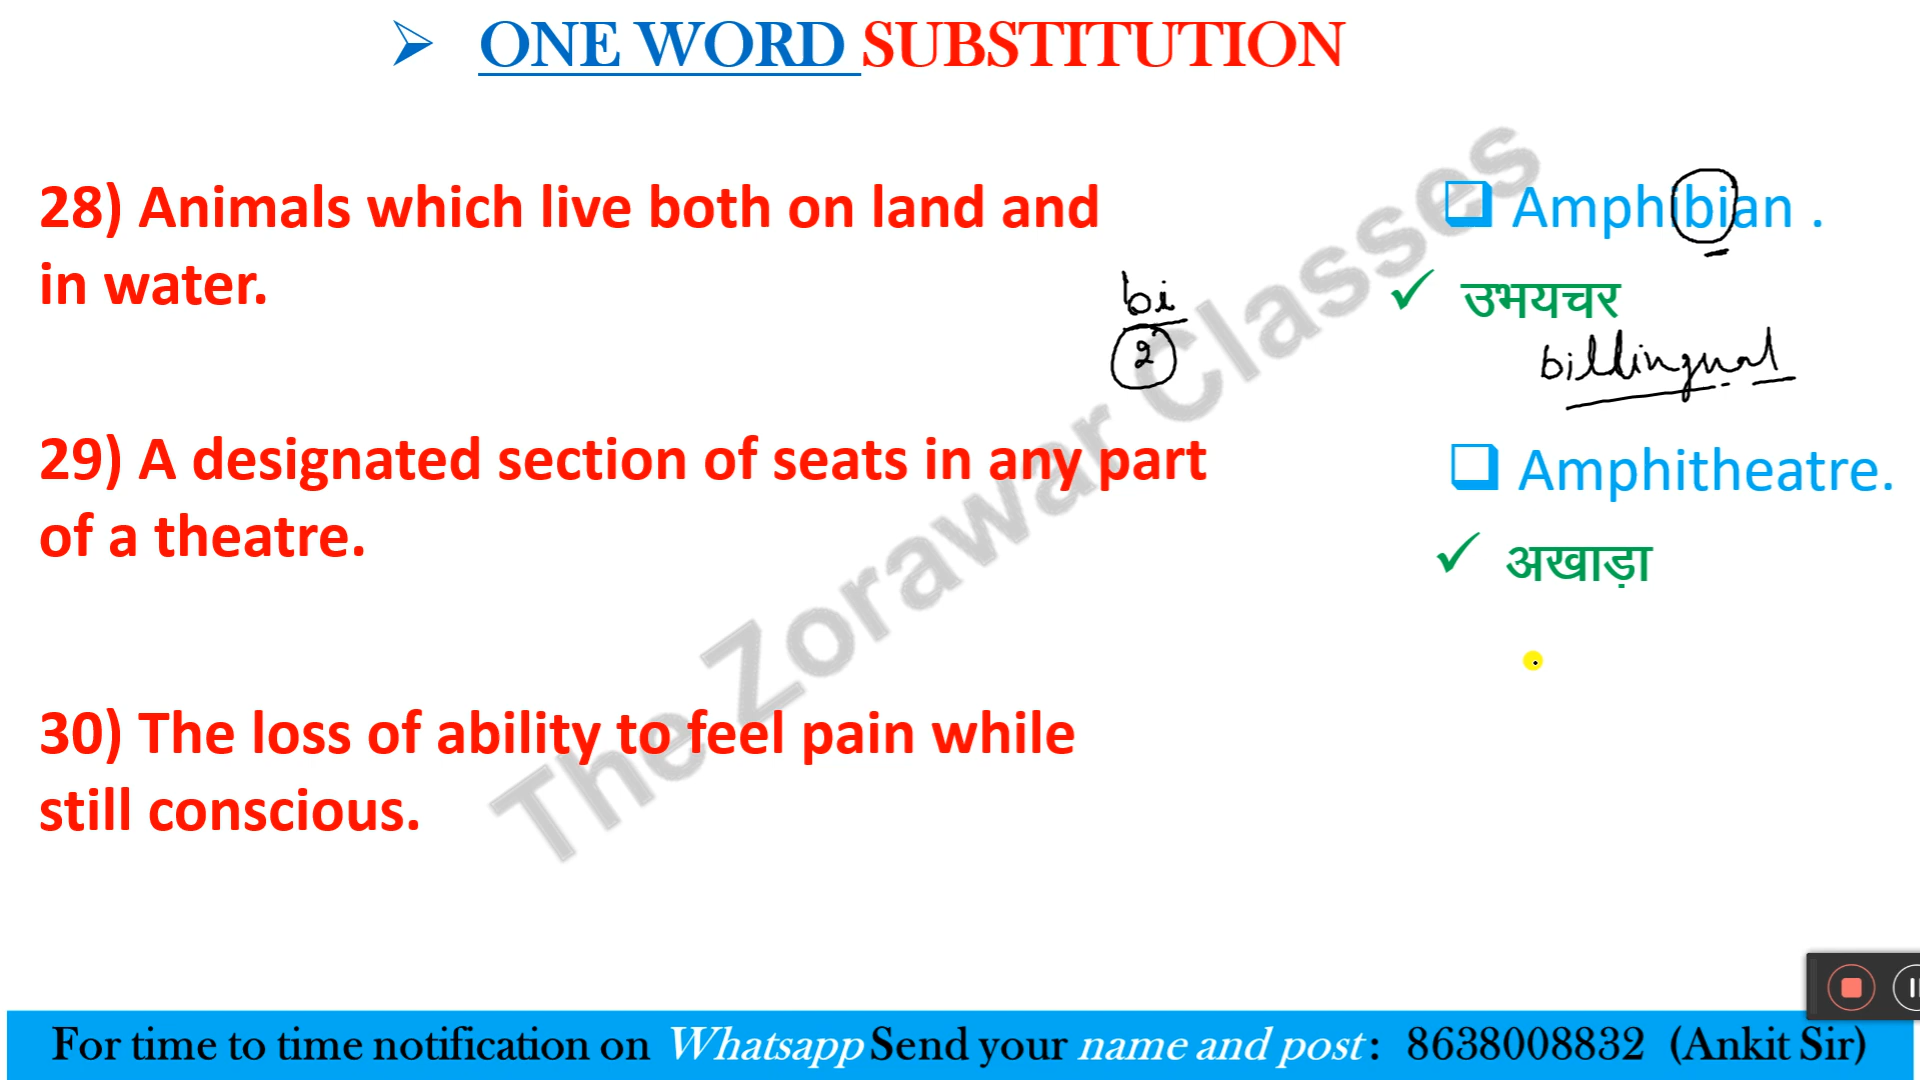 ➢ ONE WORD SUBSTITUTION
28) Animals which live both on land and
in water.
❑ Amphibian .
✓ उभयचर
bi
2
billingual
29) A designated section of seats in any part
of a theatre.
❑ Amphitheatre.
✓ अखाड़ा
30) The loss of ability to feel pain while
still conscious.
The Zorawar Classes
For time to time notification on Whatsapp Send your name and post : 8638008832 (Ankit Sir)